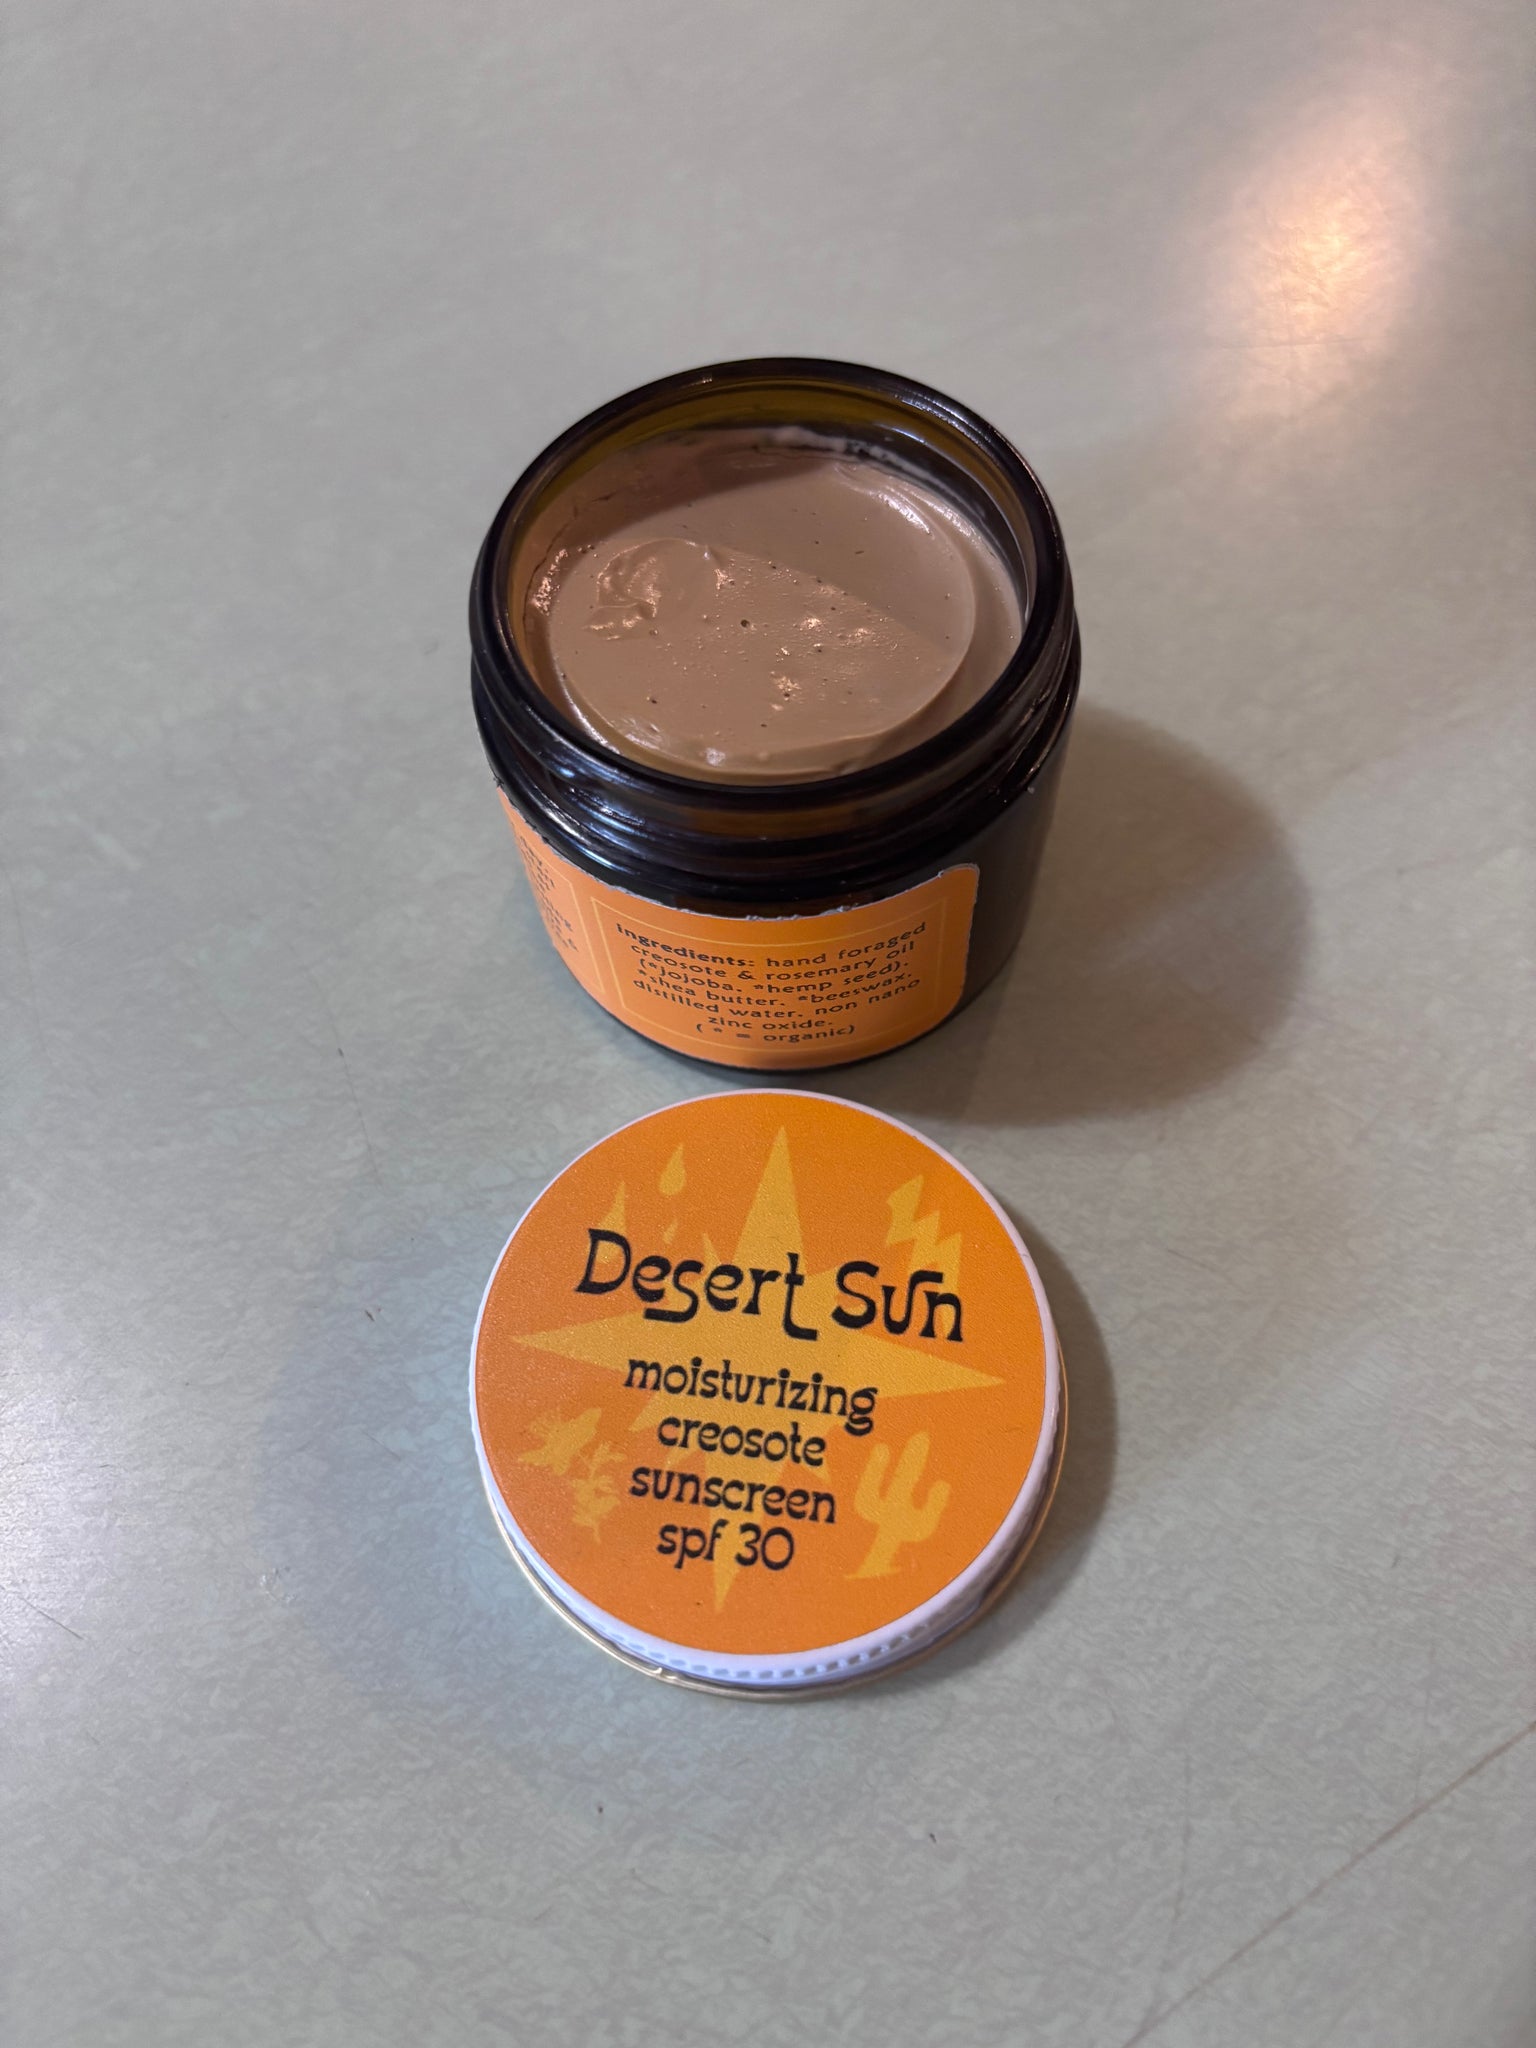 ingredients: hand foraged
creosote & rosemary oil
(*jojoba, *hemp seed),
*shea butter, *beeswax,
distilled water, non nano
zinc oxide.
( * = organic)
Desert Sun
moisturizing
creosote
sunscreen
spf 30